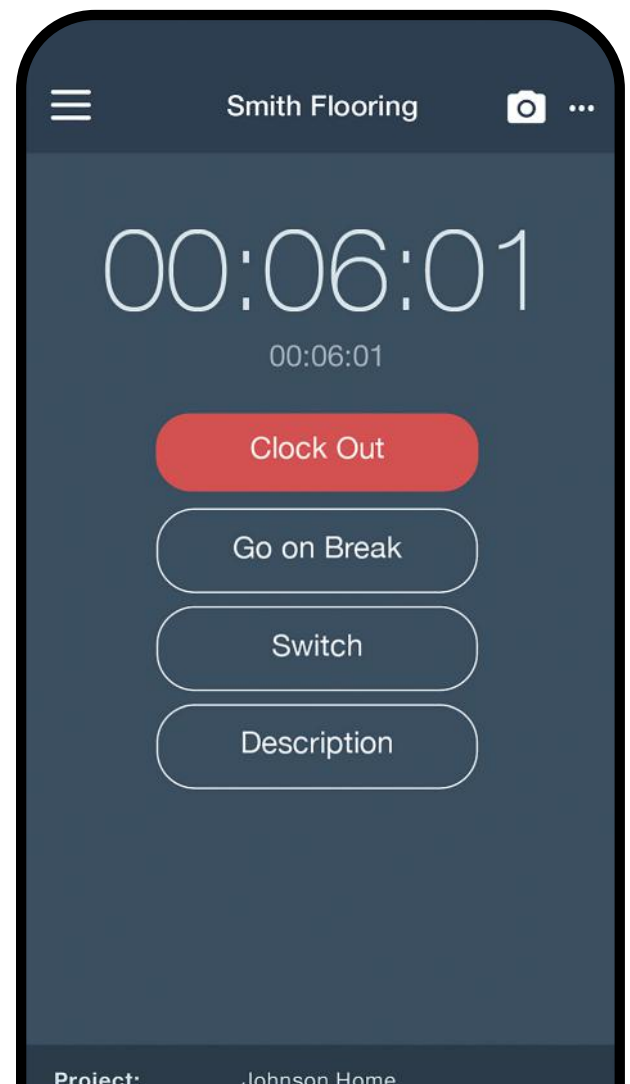 Smith Flooring
00:06:01
00:06:01
Clock Out
Go on Break
Switch
Description
Project: Johnson Home